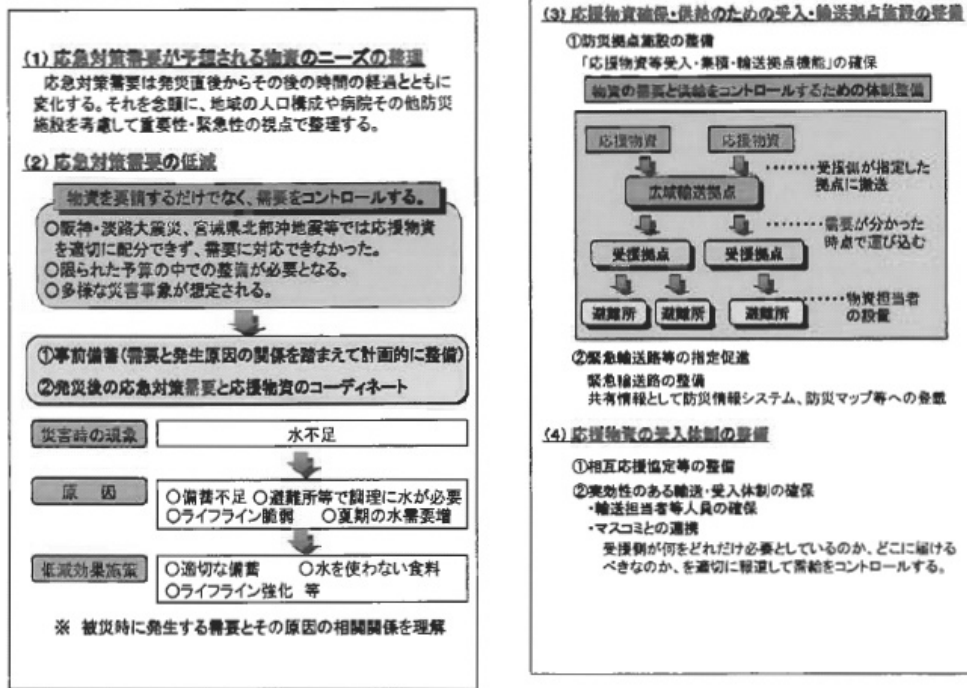 (1) 応急対策需要が予想される物資のニーズの整理
応急対策需要は発災直後からその後の時間の経過とともに
変化する。それを念頭に、地域の人口構成や病院その他防災
施設を考慮して重要性・緊急性の視点で整理する。
(2) 応急対策需要の低減
物資を要請するだけでなく、需要をコントロールする。
○阪神・淡路大震災、宮城県北部沖地震等では応援物資
を適切に配分できず、需要に対応できなかった。
○限られた予算の中での整備が必要となる。
○多様な災害事象が想定される。
①事前備蓄(需要と発生原因の関係を踏まえて計画的に整備)
②発災後の応急対策需要と応援物資のコーディネート
災害時の現象
水不足
原 因
○備蓄不足 ○避難所等で調理に水が必要
○ライフライン脆弱 ○夏期の水需要増
低減効果施策
○適切な備蓄 ○水を使わない食料
○ライフライン強化 等
※ 被災時に発生する需要とその原因の相関関係を理解
(3) 応援物資確保・供給のための受入・輸送拠点施設の整備
①防災拠点施設の整備
「応援物資等受入・集積・輸送拠点機能」の確保
物資の需要と供給をコントロールするための体制整備
応援物資 応援物資
・・・・・・受援側が指定した
拠点に搬送
広域輸送拠点
・・・・・・需要が分かった
時点で運び込む
受援拠点 受援拠点
避難所 避難所 避難所
・・・・・・物資担当者
の設置
②緊急輸送路等の指定促進
緊急輸送路の整備
共有情報として防災情報システム、防災マップ等への登載
(4) 応援物資の受入体制の整備
①相互応援協定等の整備
②実効性のある輸送・受入体制の確保
・輸送担当者等人員の確保
・マスコミとの連携
受援側が何をどれだけ必要としているのか、どこに届ける
べきなのか、を適切に報道して需給をコントロールする。